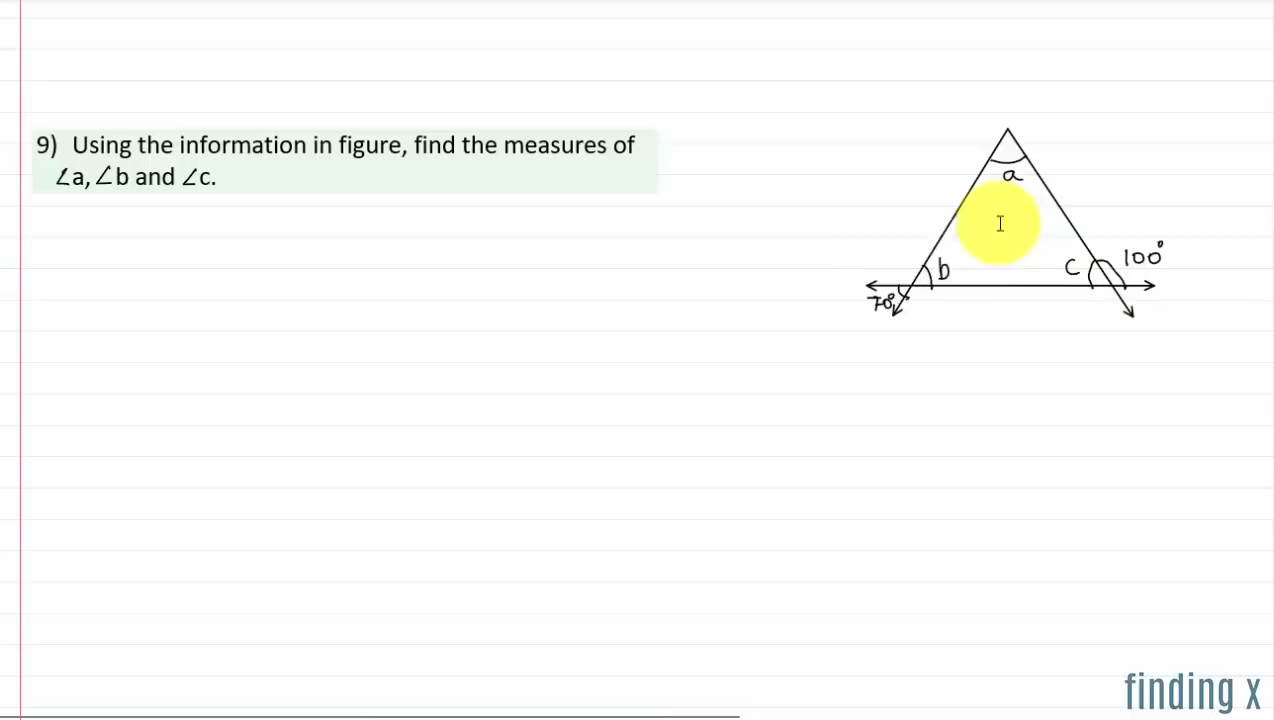 9) Using the information in figure, find the measures of
∠a, ∠b and ∠c.
a
b
c
100°
70°
finding x